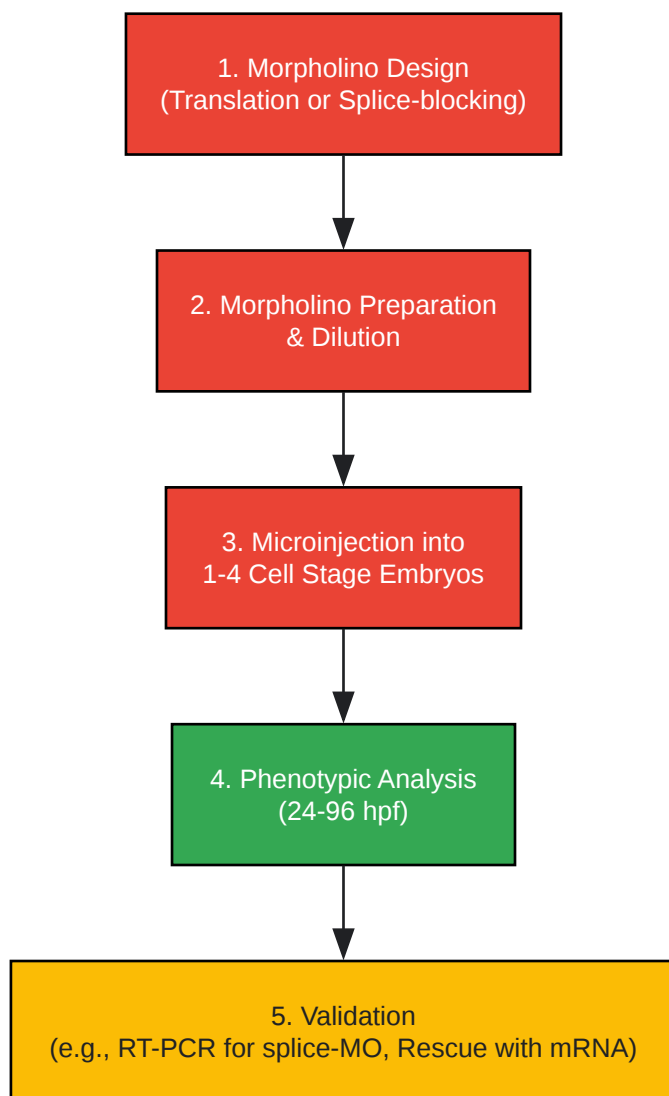 1. Morpholino Design
(Translation or Splice-blocking)
2. Morpholino Preparation
& Dilution
3. Microinjection into
1-4 Cell Stage Embryos
4. Phenotypic Analysis
(24-96 hpf)
5. Validation
(e.g., RT-PCR for splice-MO, Rescue with mRNA)